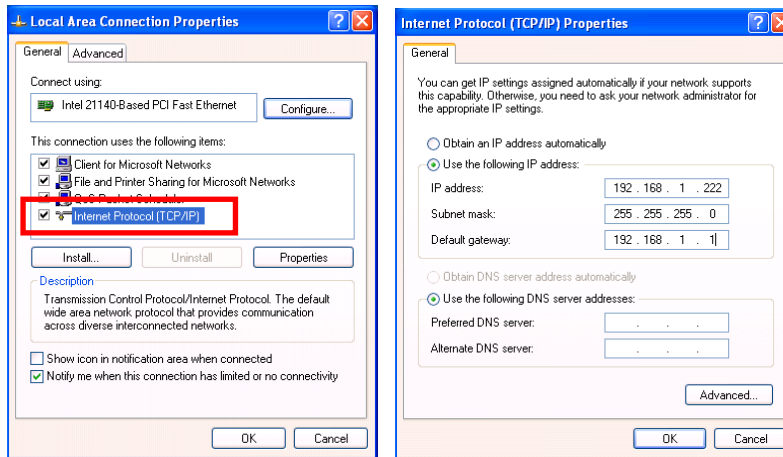 Local Area Connection Properties
General
Advanced
Connect using:
Intel 21140-Based PCI Fast Ethernet
Configure...
This connection uses the following items:
Client for Microsoft Networks
File and Printer Sharing for Microsoft Networks
QoS Packet Scheduler
Internet Protocol (TCP/IP)
Install...
Uninstall
Properties
Description
Transmission Control Protocol/Internet Protocol. The default
wide area network protocol that provides communication
across diverse interconnected networks.
Show icon in notification area when connected
Notify me when this connection has limited or no connectivity
OK
Cancel
Internet Protocol (TCP/IP) Properties
General
You can get IP settings assigned automatically if your network supports
this capability. Otherwise, you need to ask your network administrator for
the appropriate IP settings.
Obtain an IP address automatically
Use the following IP address:
IP address:
192 . 168 . 1 . 222
Subnet mask:
255 . 255 . 255 . 0
Default gateway:
192 . 168 . 1 . 1
Obtain DNS server address automatically
Use the following DNS server addresses:
Preferred DNS server:
. . .
Alternate DNS server:
. . .
Advanced...
OK
Cancel